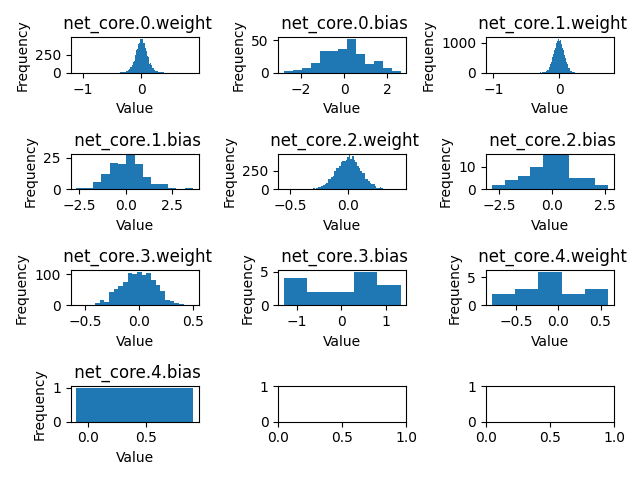 net_core.0.weight
Frequency
250
0
−1
0
Value
net_core.0.bias
Frequency
50
0
−2
0
2
Value
net_core.1.weight
Frequency
1000
0
−1
0
Value
net_core.1.bias
Frequency
25
0
−2.5
0.0
2.5
Value
net_core.2.weight
Frequency
250
0
−0.5
0.0
Value
net_core.2.bias
Frequency
10
0
−2.5
0.0
2.5
Value
net_core.3.weight
Frequency
100
0
−0.5
0.0
0.5
Value
net_core.3.bias
Frequency
5
0
−1
0
1
Value
net_core.4.weight
Frequency
5
0
−0.5
0.0
0.5
Value
net_core.4.bias
Frequency
1
0
0.0
0.5
Value
1
0
0.0
0.5
1.0
1
0
0.0
0.5
1.0